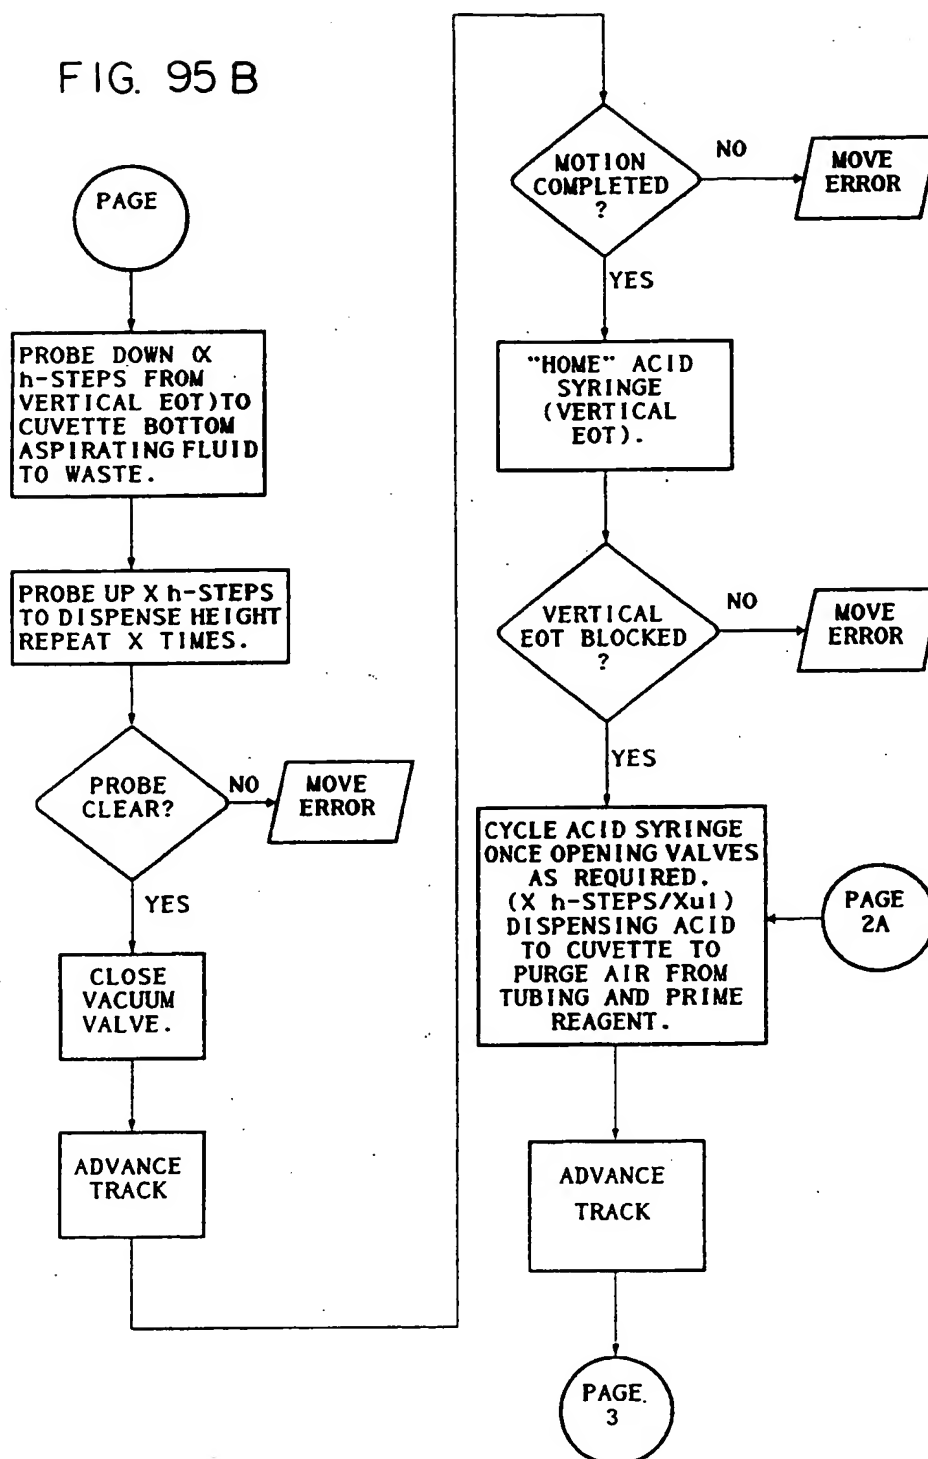 FIG. 95 B
PAGE
PROBE DOWN (X
h-STEPS FROM
VERTICAL EOT) TO
CUVETTE BOTTOM
ASPIRATING FLUID
TO WASTE.
PROBE UP X h-STEPS
TO DISPENSE HEIGHT
REPEAT X TIMES.
PROBE
CLEAR?
NO
MOVE
ERROR
YES
CLOSE
VACUUM
VALVE.
ADVANCE
TRACK
MOTION
COMPLETED
?
NO
MOVE
ERROR
YES
"HOME" ACID
SYRINGE
(VERTICAL
EOT).
VERTICAL
EOT BLOCKED
?
NO
MOVE
ERROR
YES
CYCLE ACID SYRINGE
ONCE OPENING VALVES
AS REQUIRED.
(X h-STEPS/Xul)
DISPENSING ACID
TO CUVETTE TO
PURGE AIR FROM
TUBING AND PRIME
REAGENT.
PAGE
2A
ADVANCE
TRACK
PAGE.
3